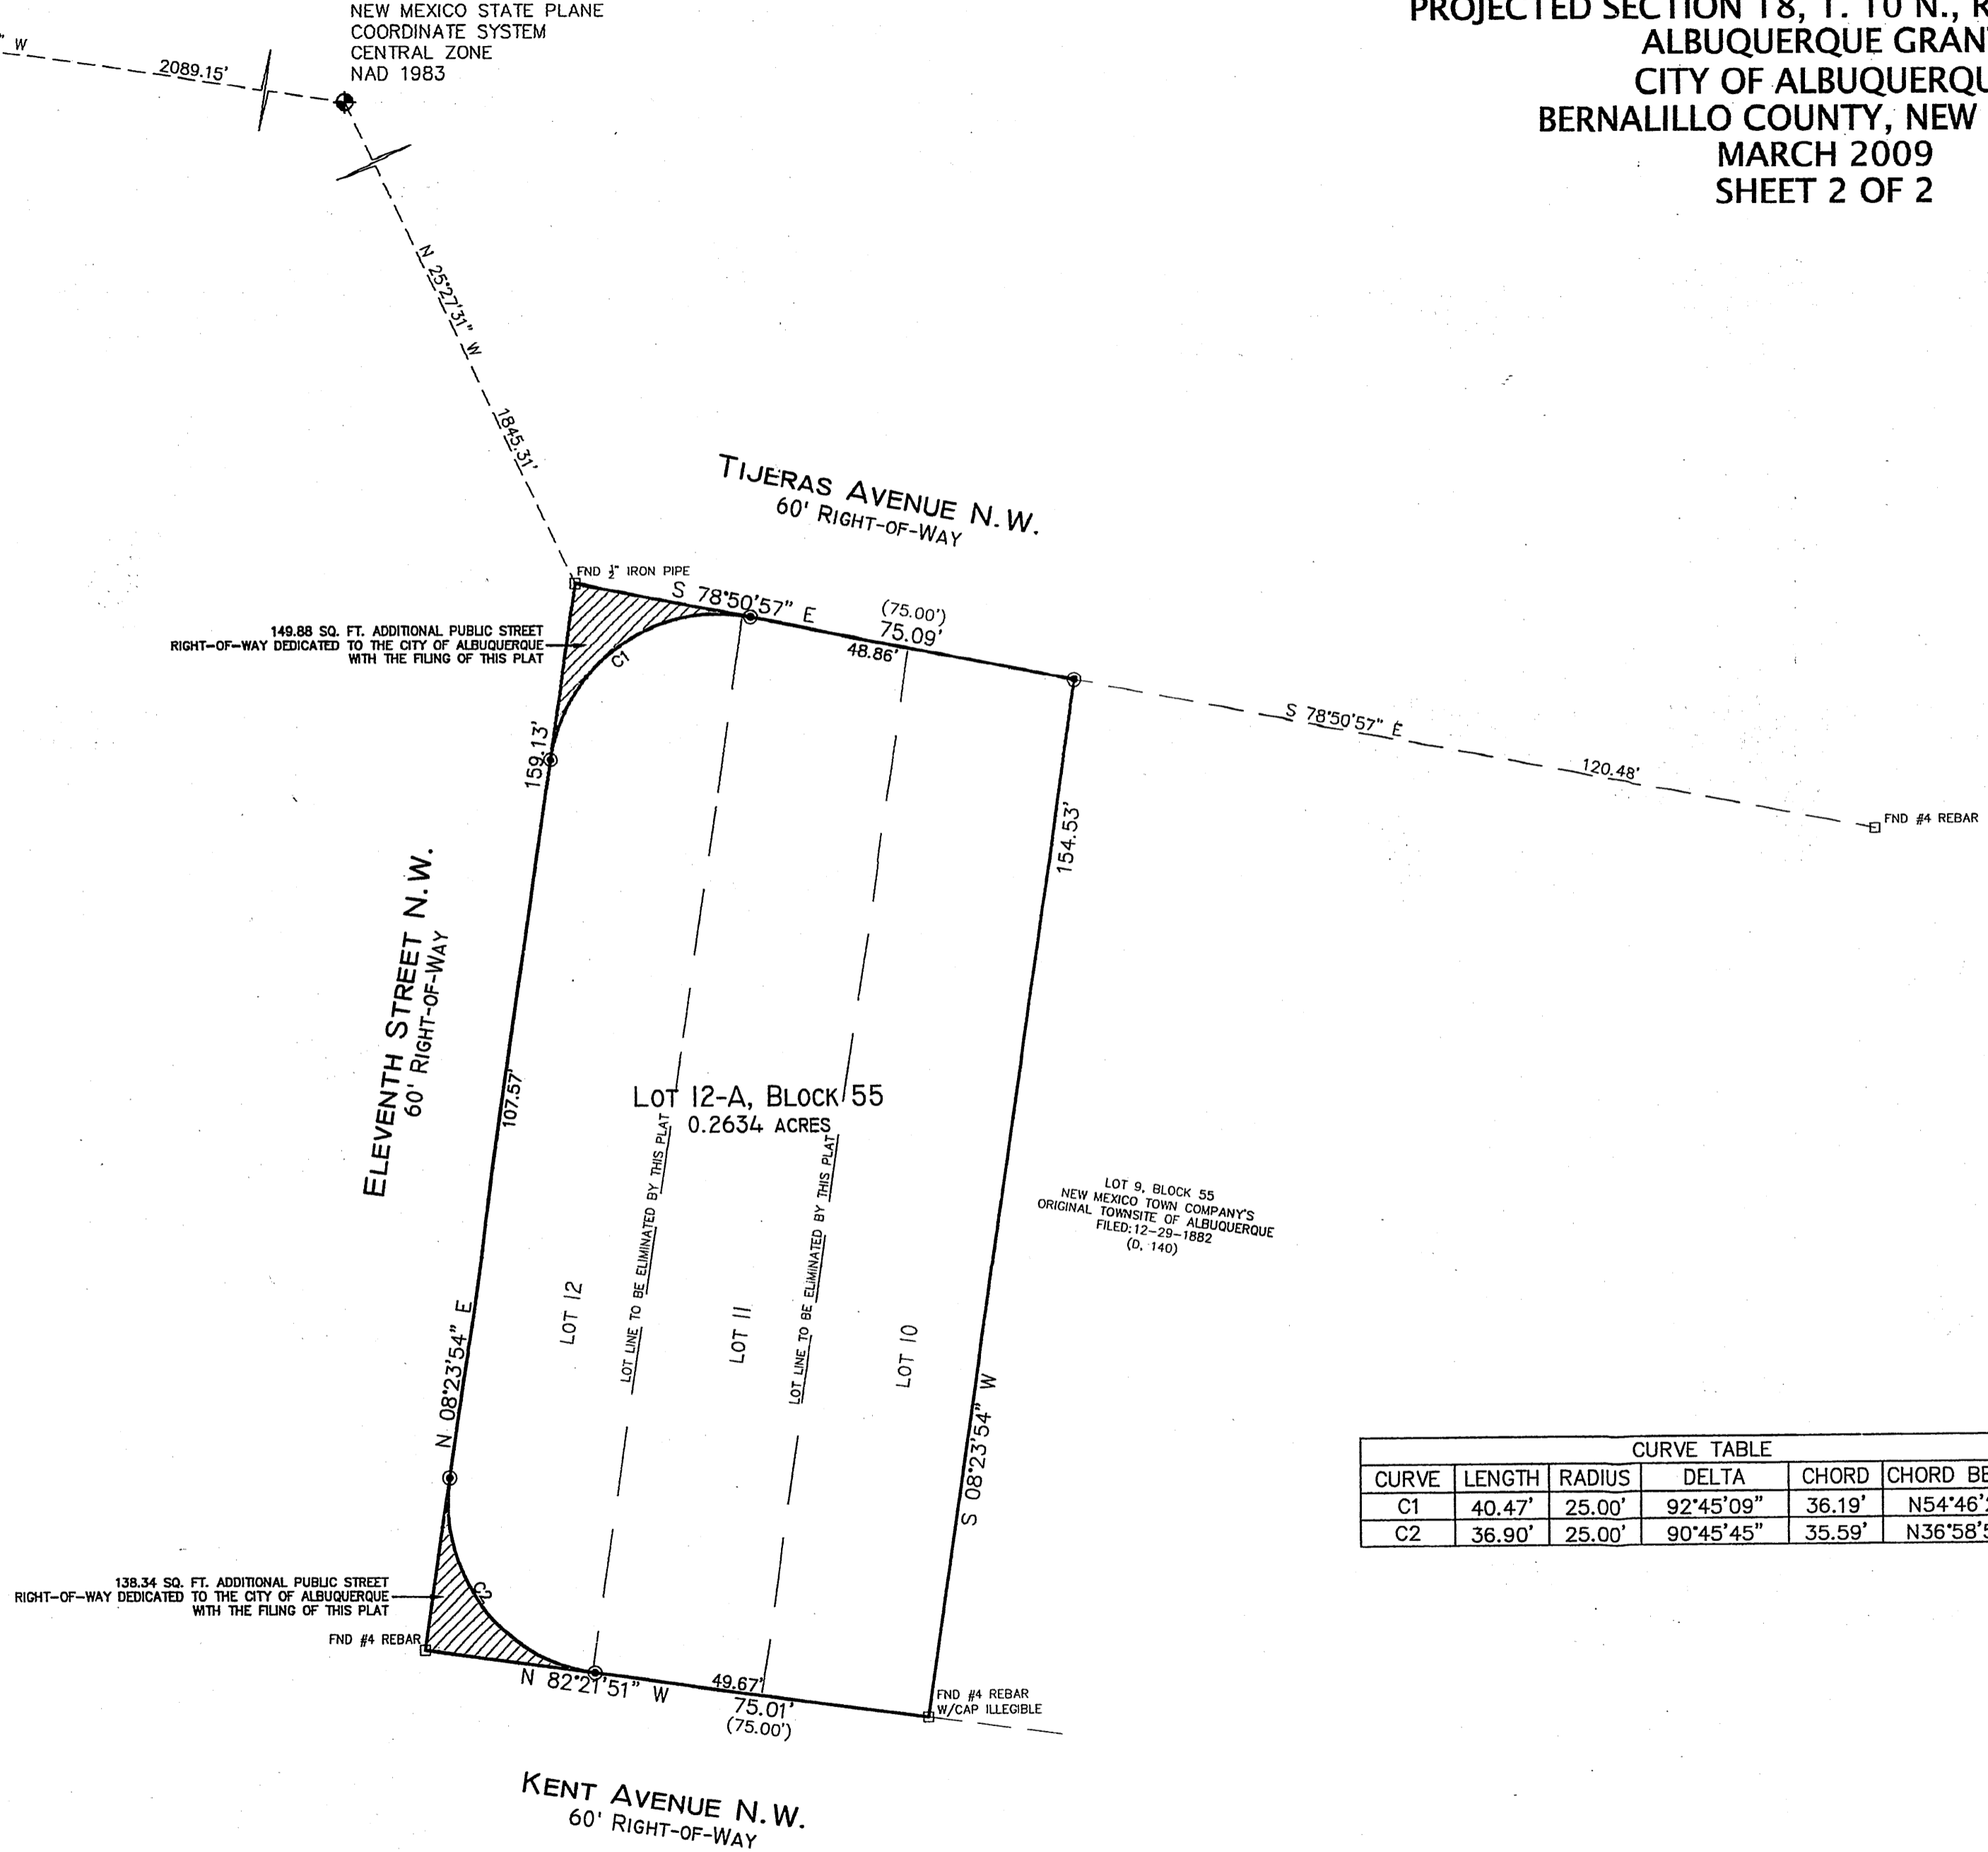 NEW MEXICO STATE PLANE
COORDINATE SYSTEM
CENTRAL ZONE
NAD 1983
" W
2089.15'
PROJECTED SECTION 18, T. 10 N., R
ALBUQUERQUE GRAN
CITY OF ALBUQUERQU
BERNALILLO COUNTY, NEW
MARCH 2009
SHEET 2 OF 2
N 25°27'31" W
1845.31'
TIJERAS AVENUE N.W.
60' RIGHT-OF-WAY
FND ½" IRON PIPE
S 78°50'57" E
(75.00')
75.09'
48.86'
149.88 SQ. FT. ADDITIONAL PUBLIC STREET
RIGHT-OF-WAY DEDICATED TO THE CITY OF ALBUQUERQUE
WITH THE FILING OF THIS PLAT
C1
S 78°50'57" E
120.48'
FND #4 REBAR
159.13'
154.53'
ELEVENTH STREET N.W.
60' RIGHT-OF-WAY
107.57'
LOT 12-A, BLOCK 55
0.2634 ACRES
LOT LINE TO BE ELIMINATED BY THIS PLAT
LOT LINE TO BE ELIMINATED BY THIS PLAT
LOT 9, BLOCK 55
NEW MEXICO TOWN COMPANY'S
ORIGINAL TOWNSITE OF ALBUQUERQUE
FILED: 12-29-1882
(D, 140)
LOT 12
LOT 11
LOT 10
N 08°23'54" E
S 08°23'54" W
CURVE TABLE
CURVE LENGTH RADIUS DELTA CHORD CHORD BE
C1 40.47' 25.00' 92°45'09" 36.19' N54°46'
C2 36.90' 25.00' 90°45'45" 35.59' N36°58'
138.34 SQ. FT. ADDITIONAL PUBLIC STREET
RIGHT-OF-WAY DEDICATED TO THE CITY OF ALBUQUERQUE
WITH THE FILING OF THIS PLAT
C2
FND #4 REBAR
N 82°21'51" W
49.67'
75.01'
(75.00')
FND #4 REBAR
W/CAP ILLEGIBLE
KENT AVENUE N.W.
60' RIGHT-OF-WAY